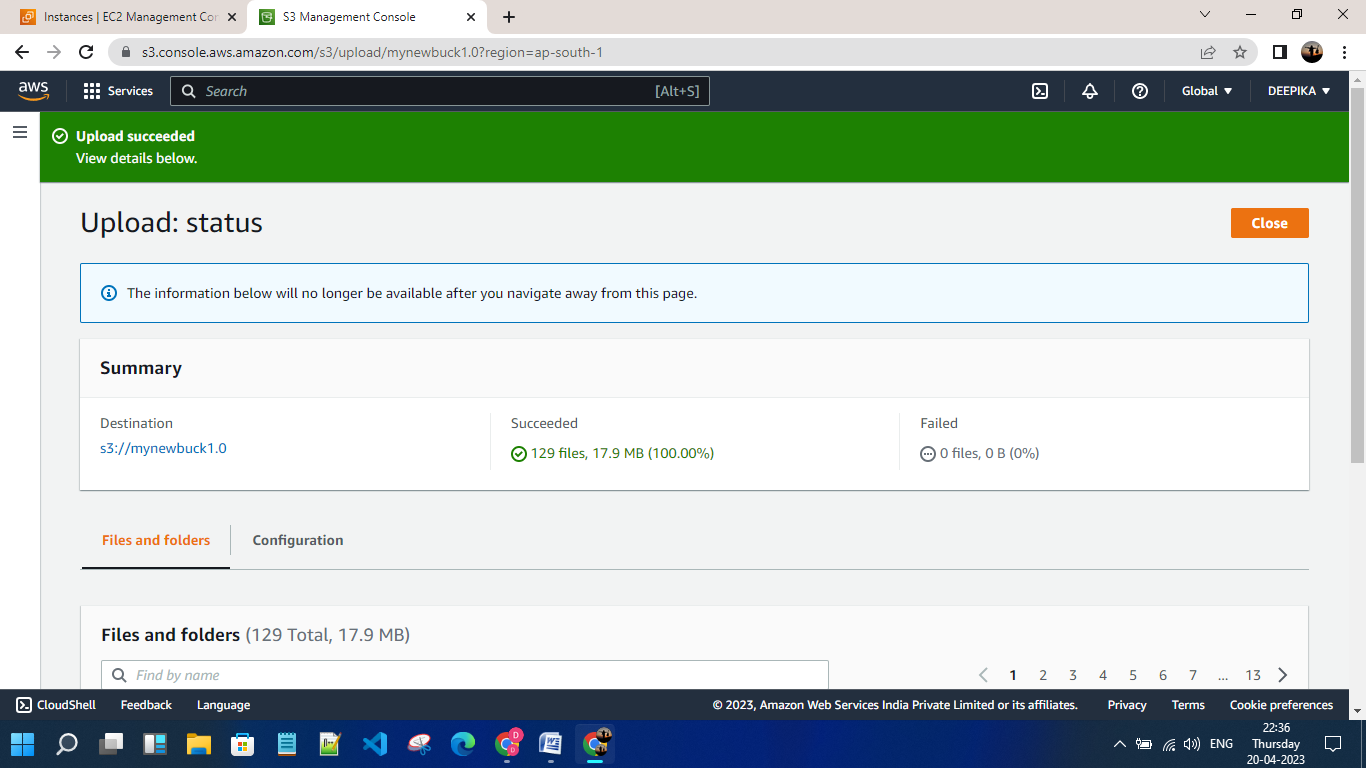 Instances | EC2 Management Con
S3 Management Console
s3.console.aws.amazon.com/s3/upload/mynewbuck1.0?region=ap-south-1
aws
Services
Search
[Alt+S]
Global
DEEPIKA
Upload succeeded
View details below.
Upload: status
Close
The information below will no longer be available after you navigate away from this page.
Summary
Destination
s3://mynewbuck1.0
Succeeded
129 files, 17.9 MB (100.00%)
Failed
0 files, 0 B (0%)
Files and folders
Configuration
Files and folders (129 Total, 17.9 MB)
Find by name
1 2 3 4 5 6 7 ... 13
CloudShell
Feedback
Language
© 2023, Amazon Web Services India Private Limited or its affiliates.
Privacy
Terms
Cookie preferences
D
D
ENG
22:36
Thursday
20-04-2023